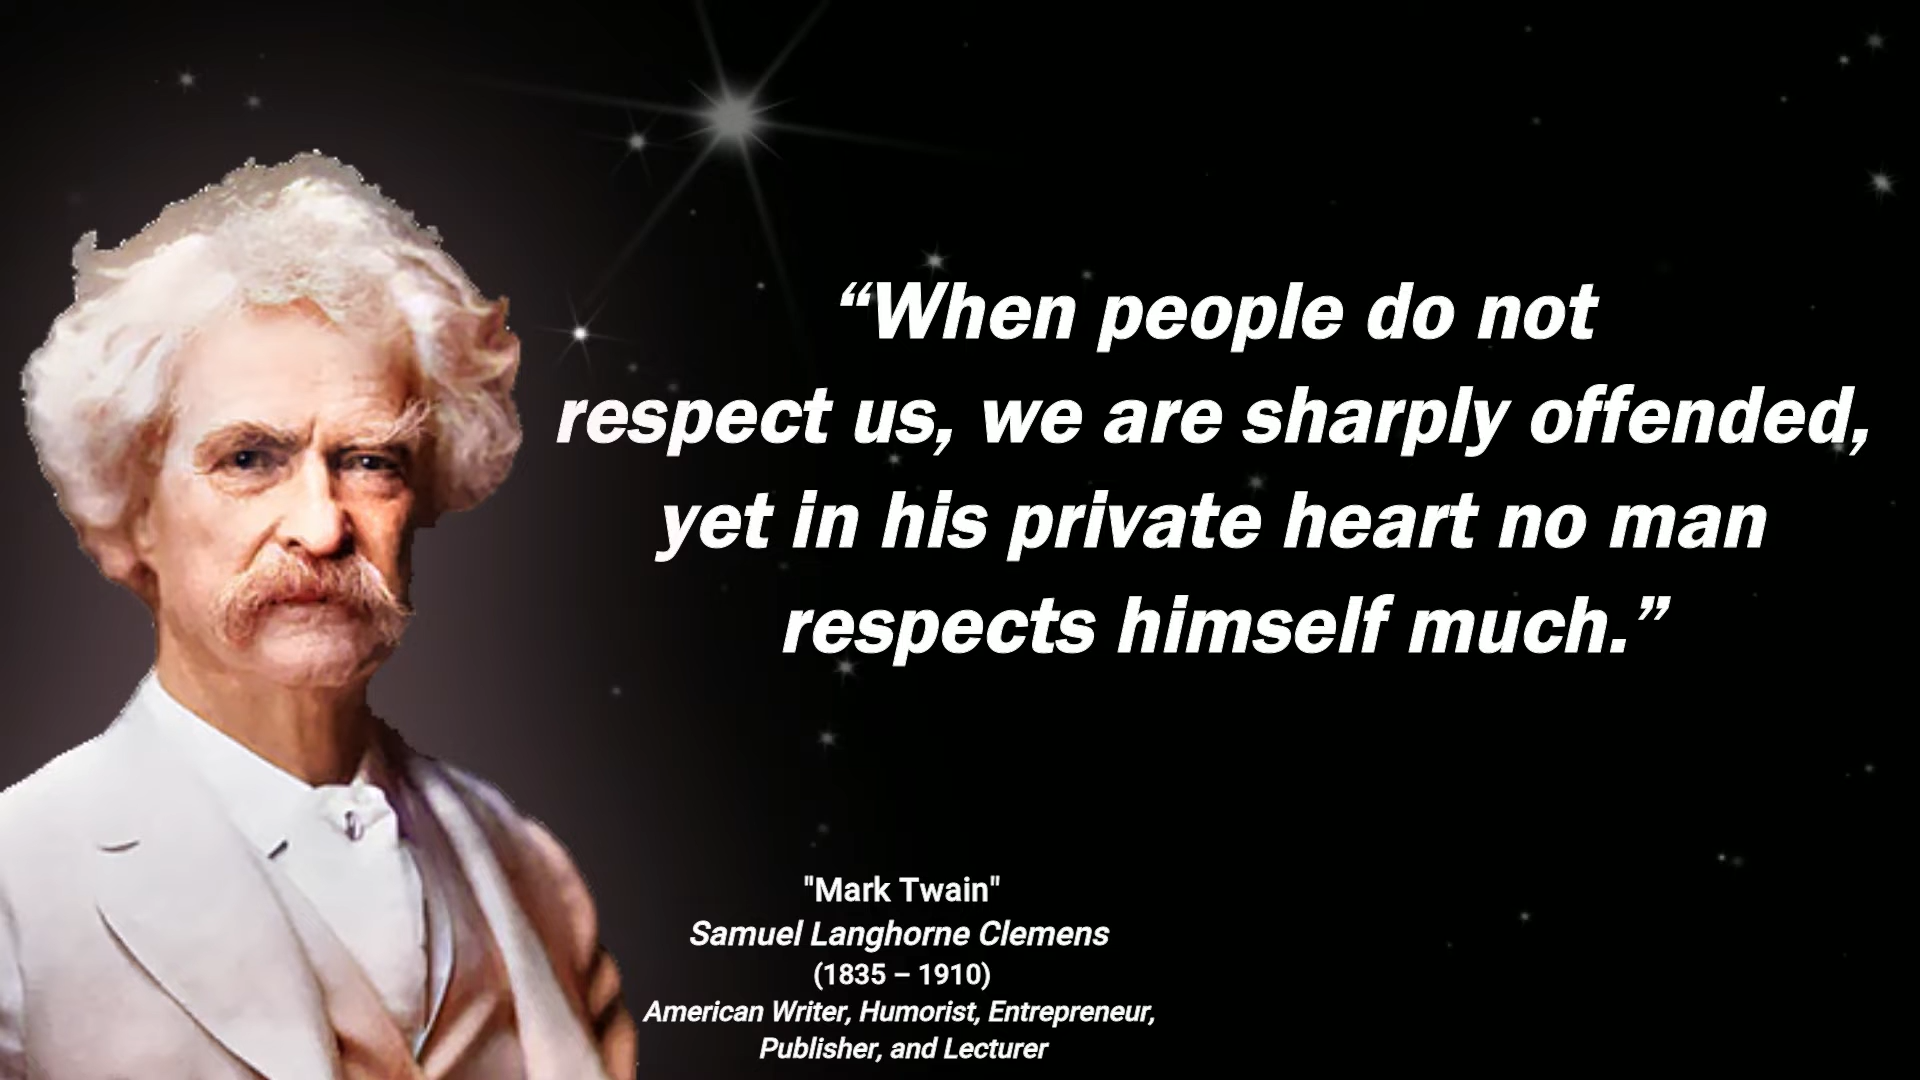 “When people do not
respect us, we are sharply offended,
yet in his private heart no man
respects himself much.”
"Mark Twain"
Samuel Langhorne Clemens
(1835 – 1910)
American Writer, Humorist, Entrepreneur,
Publisher, and Lecturer